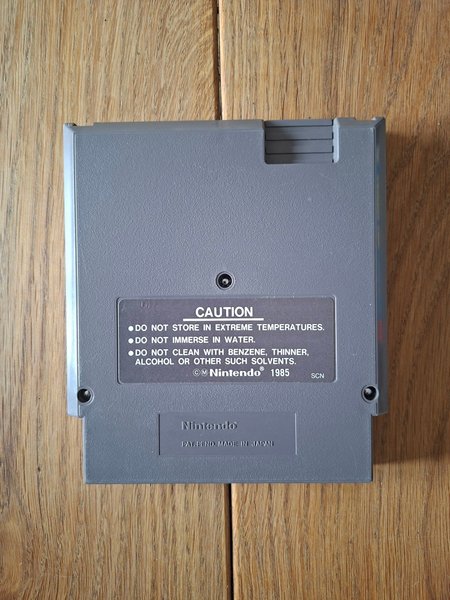 CAUTION
● DO NOT STORE IN EXTREME TEMPERATURES.
● DO NOT IMMERSE IN WATER.
● DO NOT CLEAN WITH BENZENE, THINNER,
ALCOHOL OR OTHER SUCH SOLVENTS.
©Ⓜ Nintendo® 1985 SCN
Nintendo®
PAT. PEND. MADE IN JAPAN